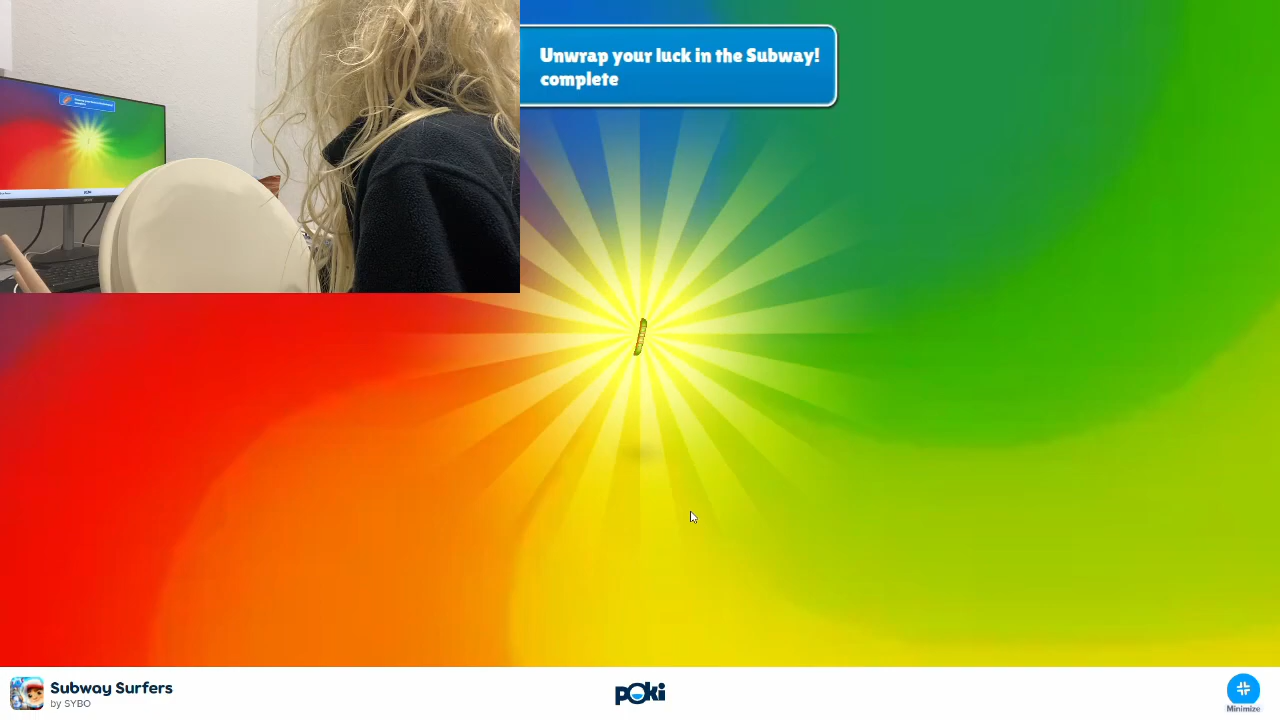 Unwrap your luck in the Subway!
complete
Subway Surfers
by SYBO
POKi
Minimize